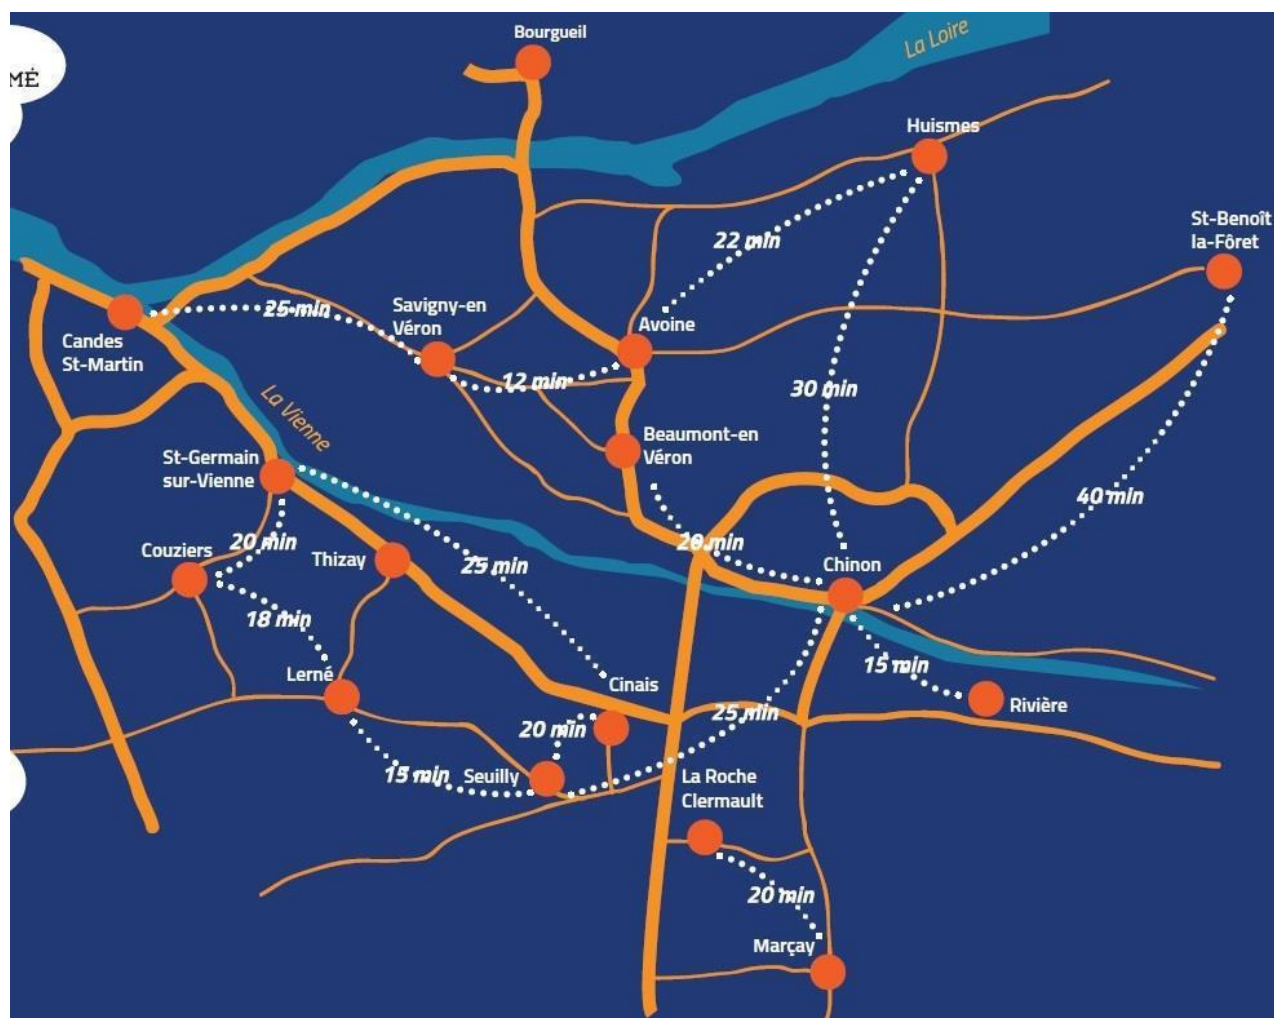 Bourgueil
La Loire
MÉ
Huismes
St-Benoît
la-Fôret
22 min
Savigny-en
Véron
25 min
Avoine
Candes
St-Martin
12 min
30 min
La Vienne
Beaumont-en
Véron
St-Germain
sur-Vienne
40 min
20 min
20 min
Couziers
Thizay
25 min
Chinon
18 min
15 min
Lerné
Cinais
Rivière
25 min
20 min
15 min
Seuilly
La Roche
Clermault
20 min
Marçay